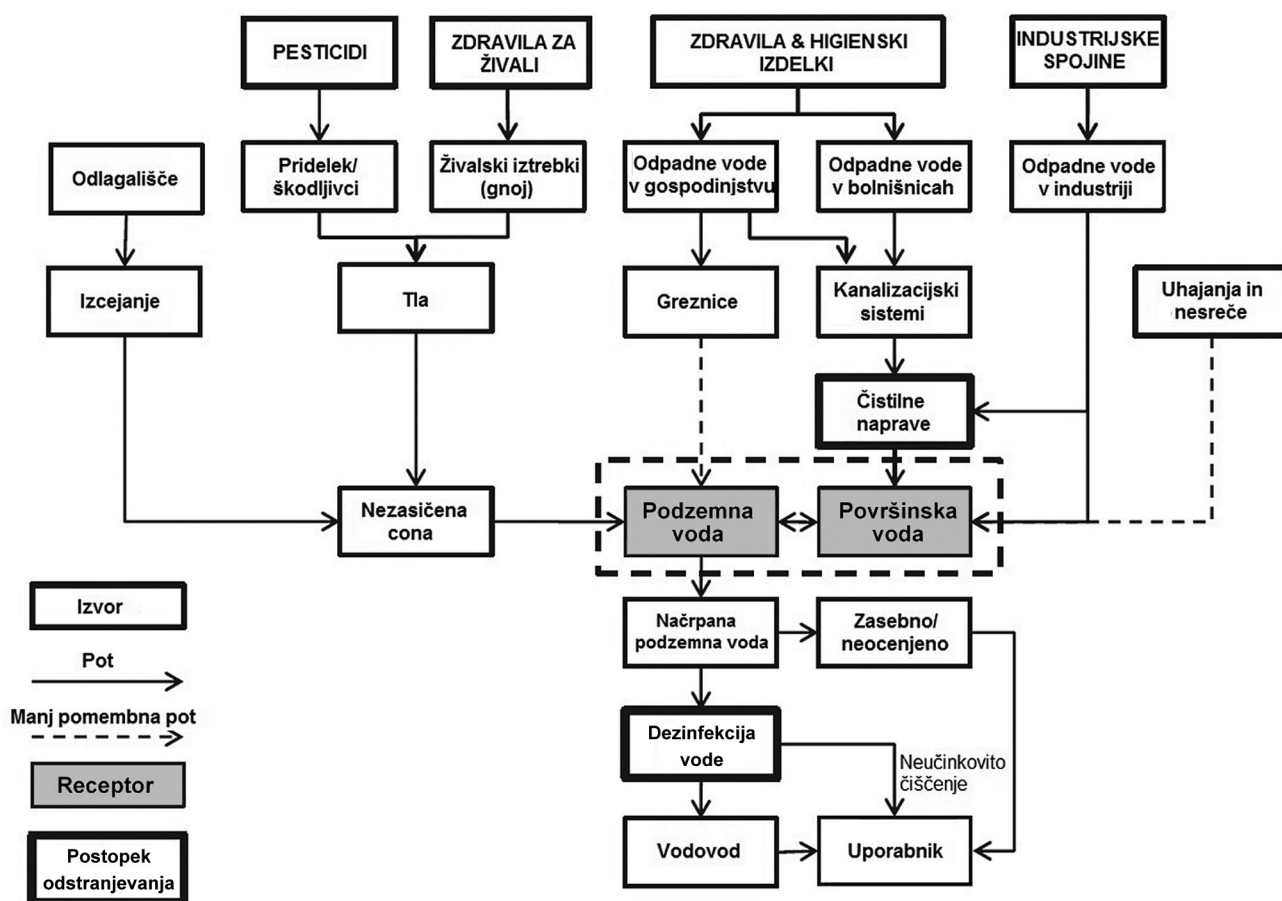 PESTICIDI
ZDRAVILA ZA
ŽIVALI
ZDRAVILA & HIGIENSKI
IZDELKI
INDUSTRIJSKE
SPOJINE
Odlagališče
Pridelek/
škodljivci
Živalski iztrebki
(gnoj)
Odpadne vode
v gospodinjstvu
Odpadne vode
v bolnišnicah
Odpadne vode
v industriji
Izcejanje
Tla
Greznice
Kanalizacijski
sistemi
Uhajanja in
nesreče
Čistilne
naprave
Nezasičena
cona
Podzemna
voda
Površinska
voda
Načrpana
podzemna voda
Zasebno/
neocenjeno
Dezinfekcija
vode
Neučinkovito
čiščenje
Vodovod
Uporabnik
Izvor
Pot
Manj pomembna pot
Receptor
Postopek
odstranjevanja